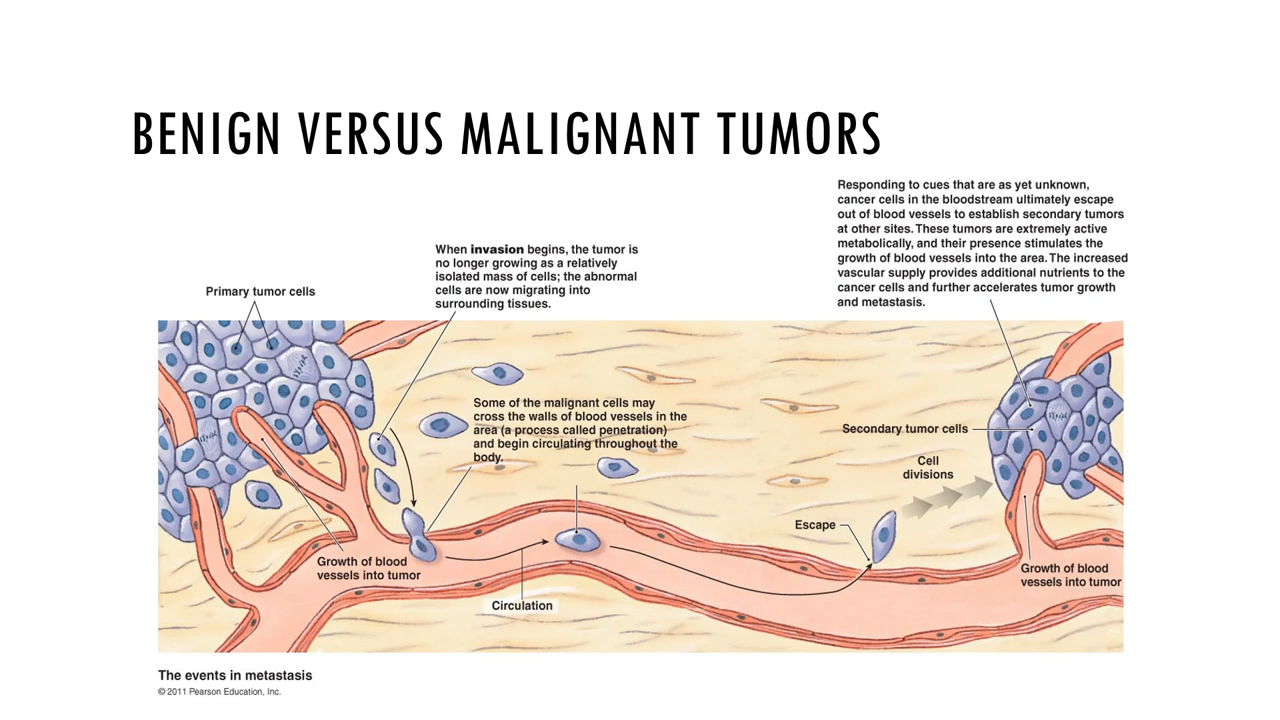 BENIGN VERSUS MALIGNANT TUMORS
Responding to cues that are as yet unknown,
cancer cells in the bloodstream ultimately escape
out of blood vessels to establish secondary tumors
at other sites. These tumors are extremely active
metabolically, and their presence stimulates the
growth of blood vessels into the area. The increased
vascular supply provides additional nutrients to the
cancer cells and further accelerates tumor growth
and metastasis.
When invasion begins, the tumor is
no longer growing as a relatively
isolated mass of cells; the abnormal
cells are now migrating into
surrounding tissues.
Primary tumor cells
Some of the malignant cells may
cross the walls of blood vessels in the
area (a process called penetration)
and begin circulating throughout the
body.
Secondary tumor cells
Cell
divisions
Escape
Growth of blood
vessels into tumor
Growth of blood
vessels into tumor
Circulation
The events in metastasis
© 2011 Pearson Education, Inc.